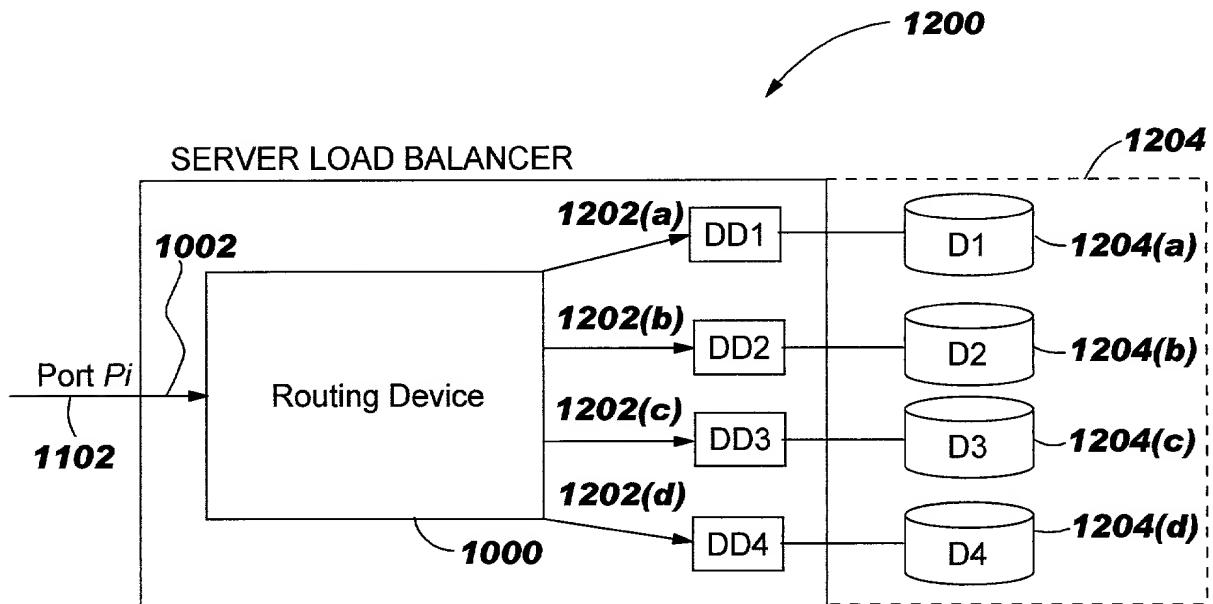 1200
1204
SERVER LOAD BALANCER
1202(a)
DD1
D1
1204(a)
1002
1202(b)
DD2
D2
1204(b)
Port Pi
Routing Device
1202(c)
DD3
D3
1204(c)
1102
1202(d)
1204(d)
1000
DD4
D4